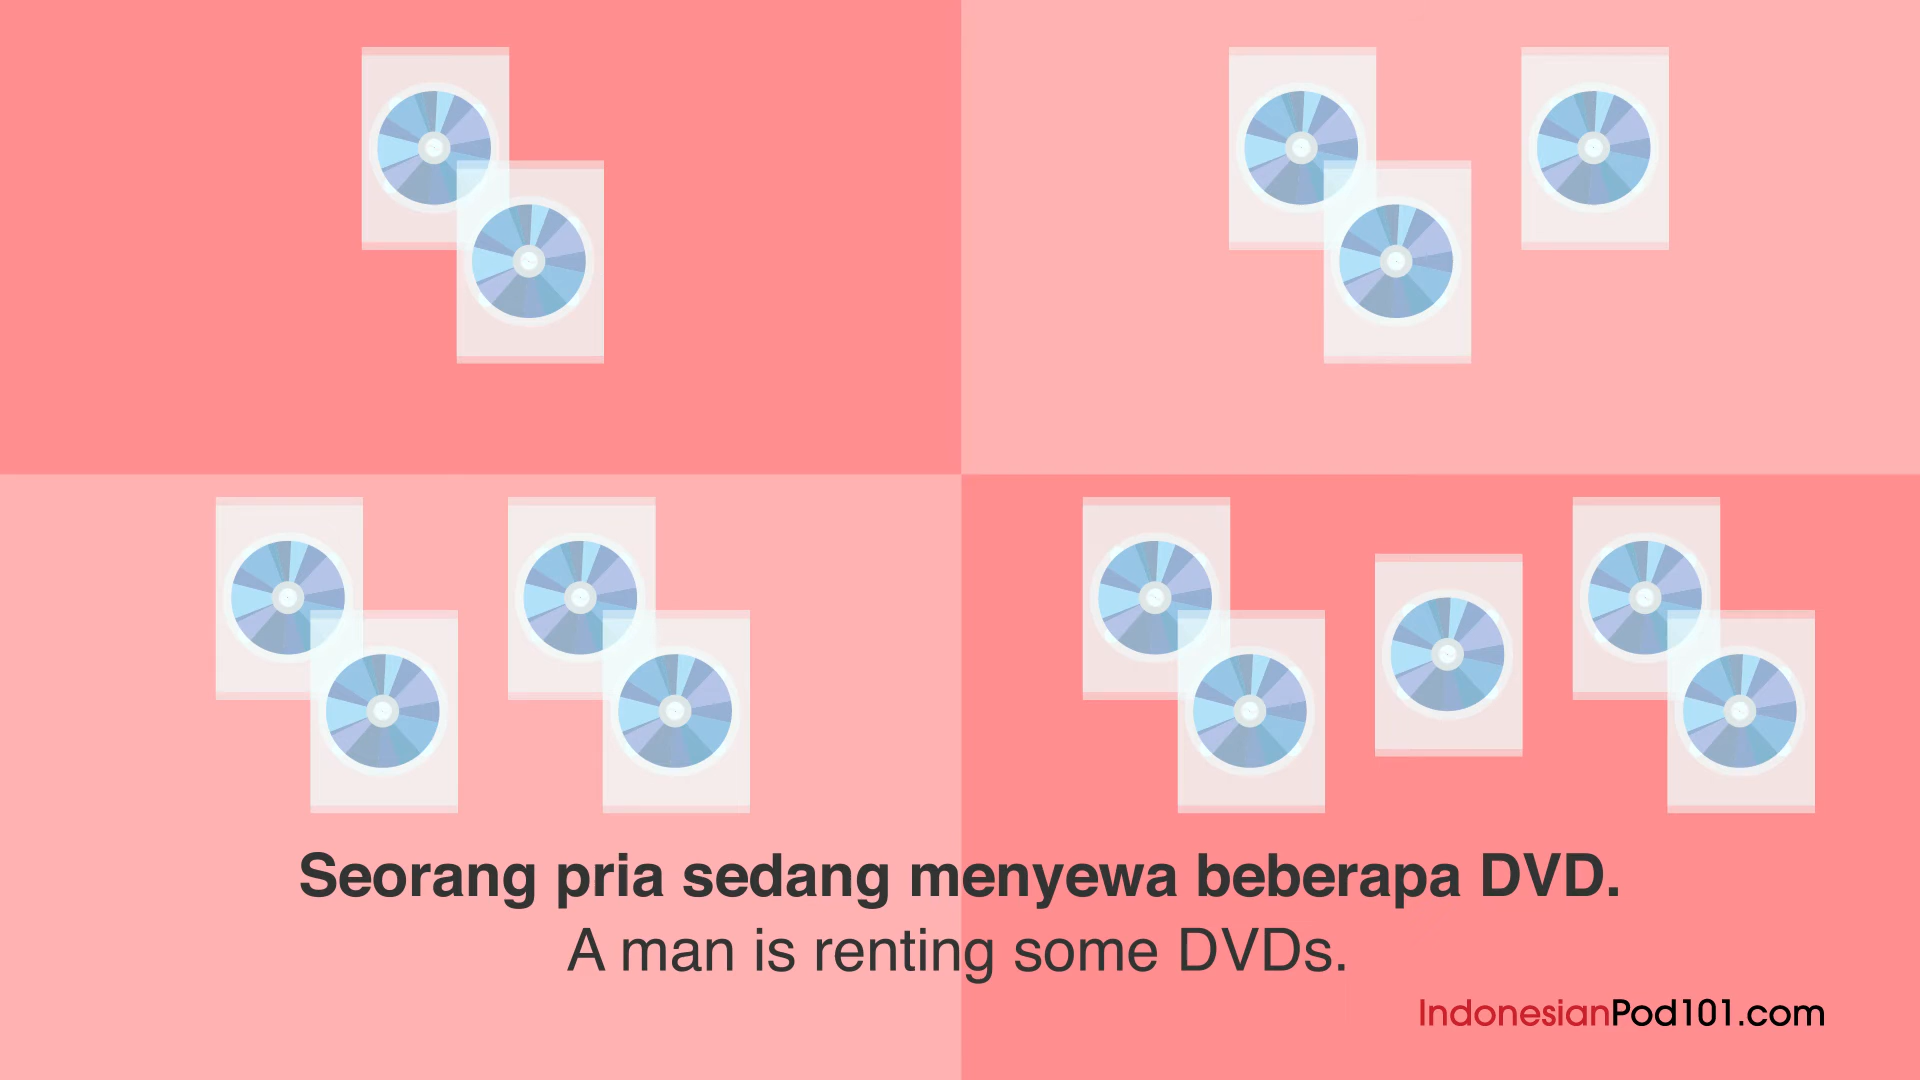 Seorang pria sedang menyewa beberapa DVD.
A man is renting some DVDs.
IndonesianPod101.com